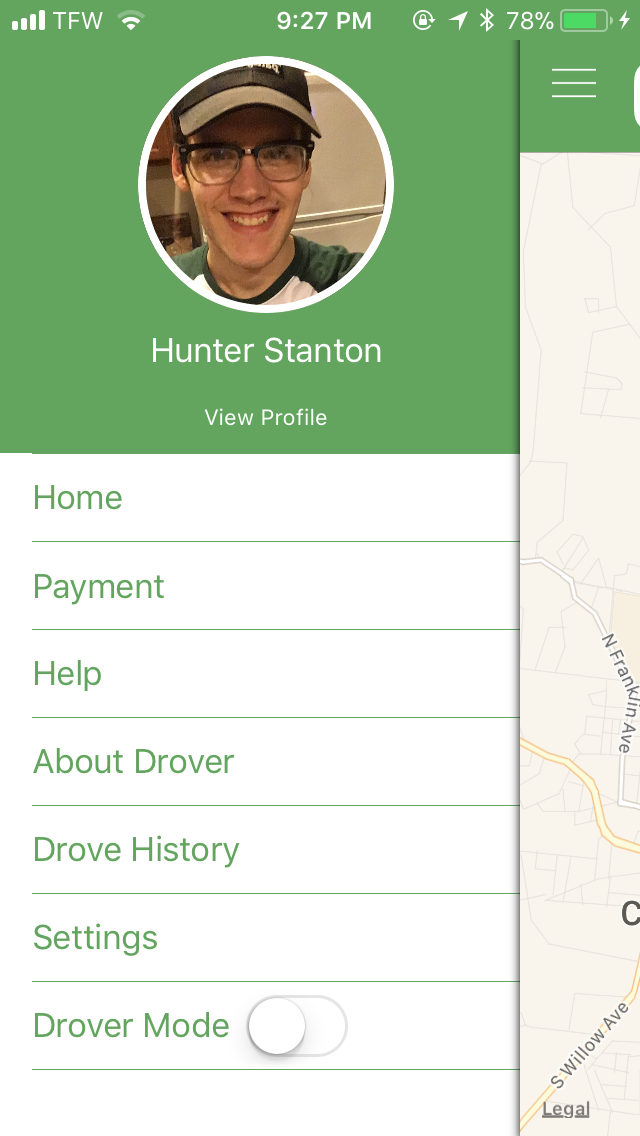 TFW 9:27 PM 78%
Hunter Stanton
View Profile
Home
Payment
Help
About Drover
Drove History
Settings
Drover Mode
N Franklin Ave
C
S Willow Ave
Legal